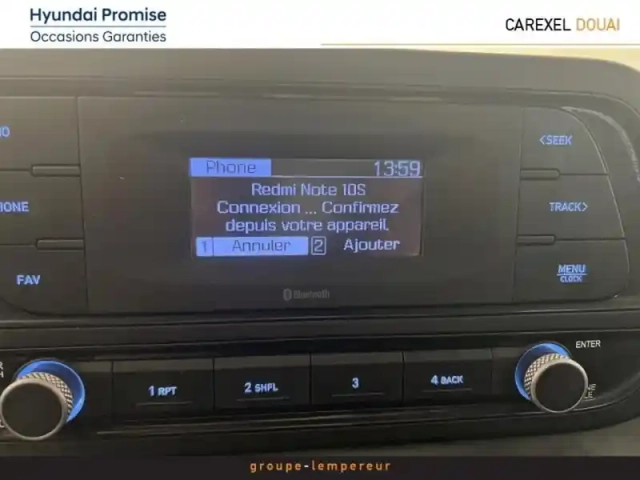 Hyundai Promise
Occasions Garanties
CAREXEL DOUAI
<SEEK
Phone 13:59
Redmi Note 10S
Connexion ... Confirmez
depuis votre appareil.
1 Annuler 2 Ajouter
TRACK>
FAV
MENU
CLOCK
Bluetooth
ENTER
1 RPT
2 SHFL
3
4 BACK
groupe-lempereur